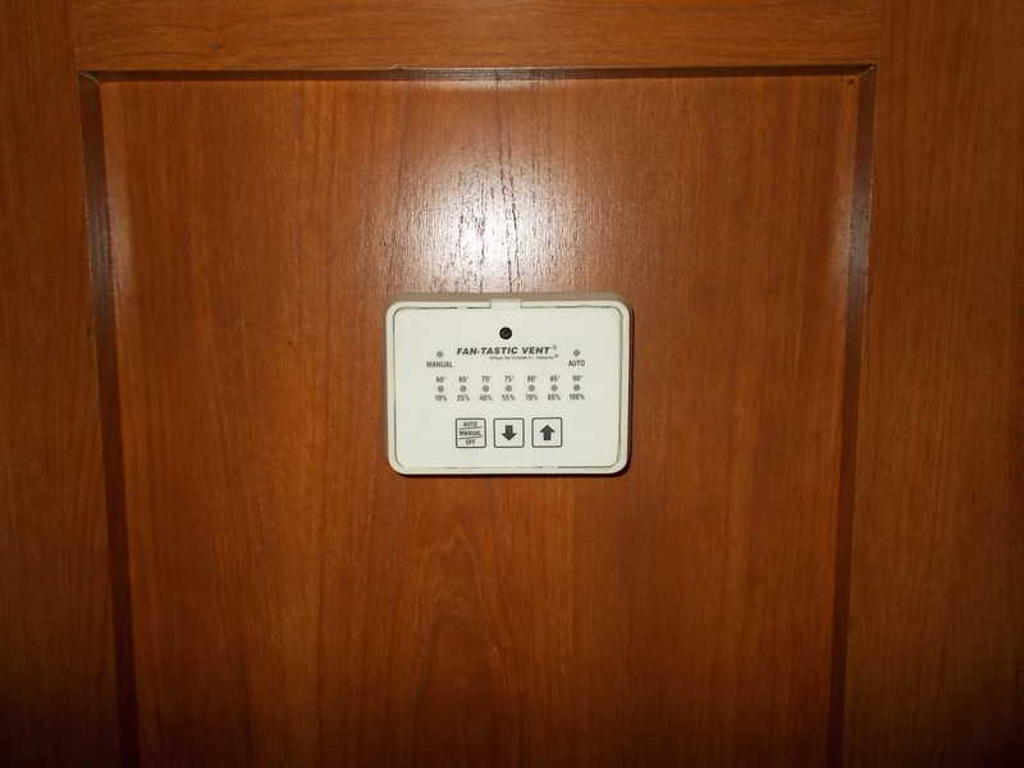 FAN-TASTIC VENT®
MANUAL AUTO
60° 65° 70° 75° 80° 85° 90°
10% 25% 40% 55% 70% 85% 100%
AUTO
MANUAL
OFF